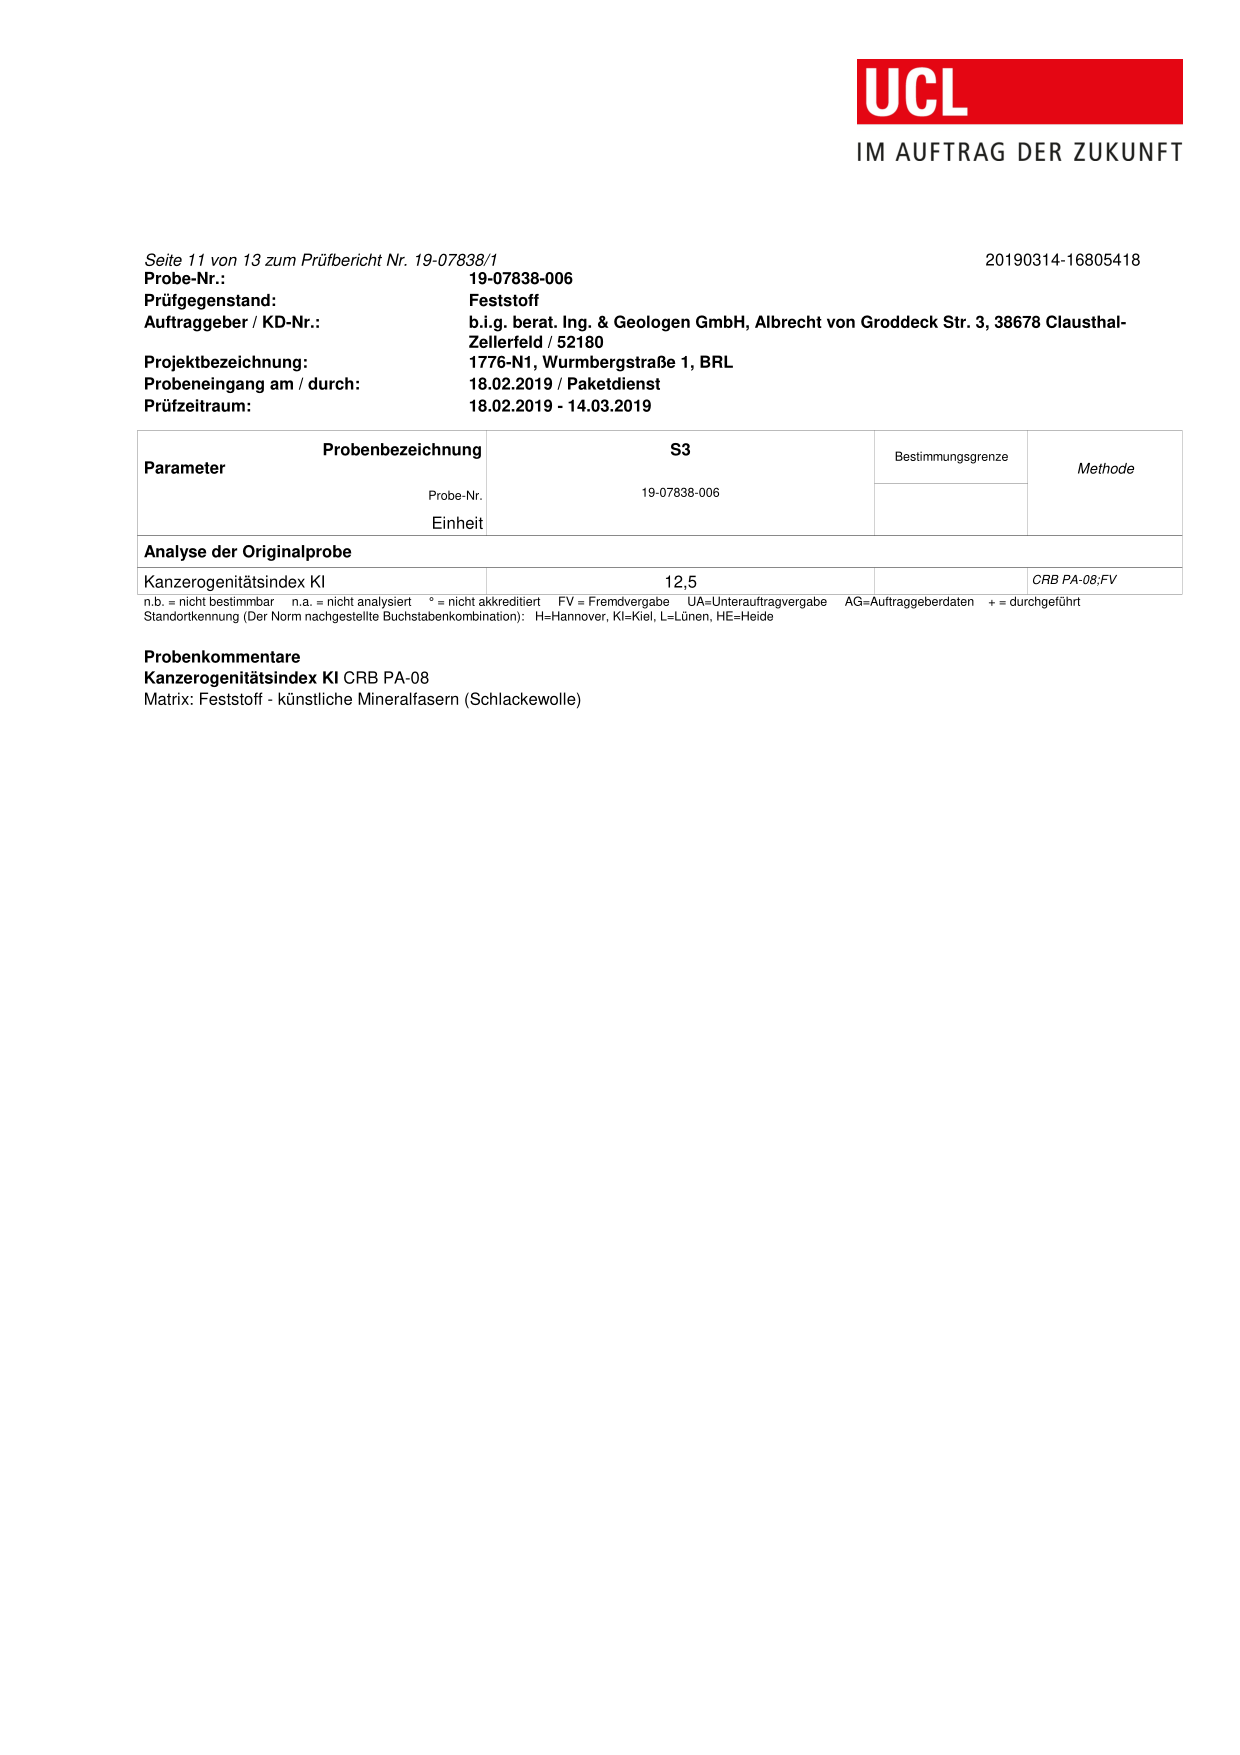 UCL
IM AUFTRAG DER ZUKUNFT
Seite 11 von 13 zum Prüfbericht Nr. 19-07838/1 20190314-16805418
Probe-Nr.: 19-07838-006
Prüfgegenstand: Feststoff
Auftraggeber / KD-Nr.: b.i.g. berat. Ing. & Geologen GmbH, Albrecht von Groddeck Str. 3, 38678 Clausthal-
Zellerfeld / 52180
Projektbezeichnung: 1776-N1, Wurmbergstraße 1, BRL
Probeneingang am / durch: 18.02.2019 / Paketdienst
Prüfzeitraum: 18.02.2019 - 14.03.2019
Probenbezeichnung S3 Bestimmungsgrenze
Parameter Methode
Probe-Nr. 19-07838-006
Einheit
Analyse der Originalprobe
Kanzerogenitätsindex KI 12,5 CRB PA-08;FV
n.b. = nicht bestimmbar n.a. = nicht analysiert ° = nicht akkreditiert FV = Fremdvergabe UA=Unterauftragvergabe AG=Auftraggeberdaten + = durchgeführt
Standortkennung (Der Norm nachgestellte Buchstabenkombination): H=Hannover, KI=Kiel, L=Lünen, HE=Heide
Probenkommentare
Kanzerogenitätsindex KI CRB PA-08
Matrix: Feststoff - künstliche Mineralfasern (Schlackewolle)